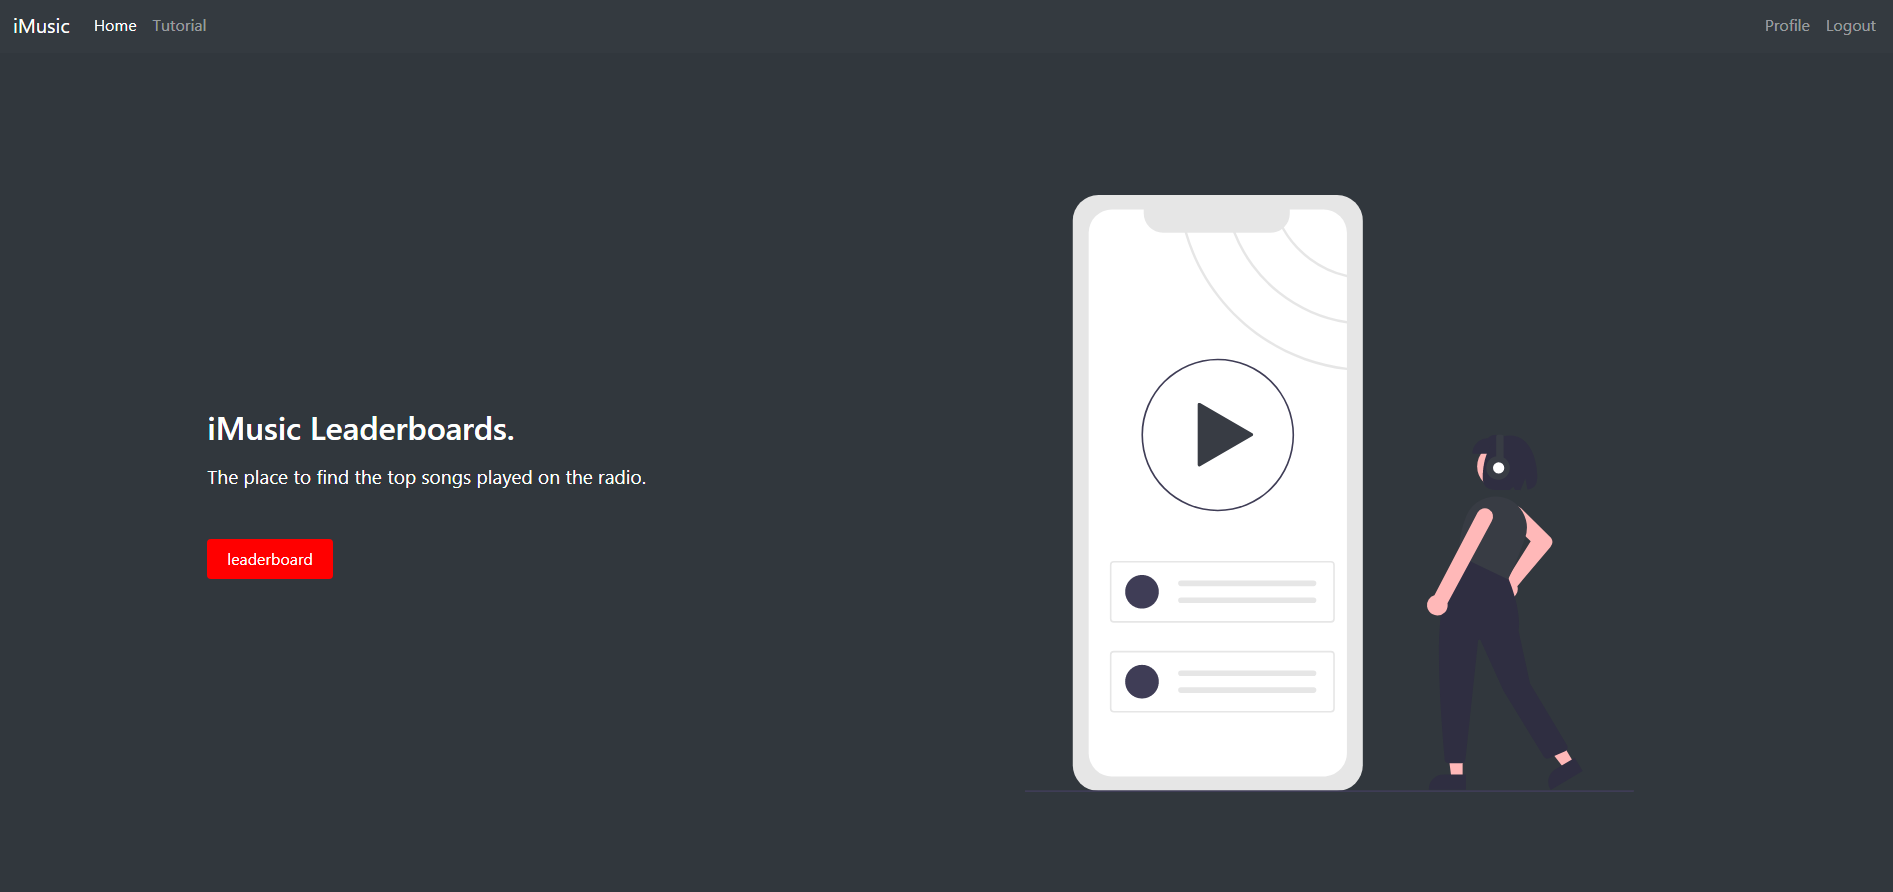 iMusic Home Tutorial Profile Logout
iMusic Leaderboards.
The place to find the top songs played on the radio.
leaderboard